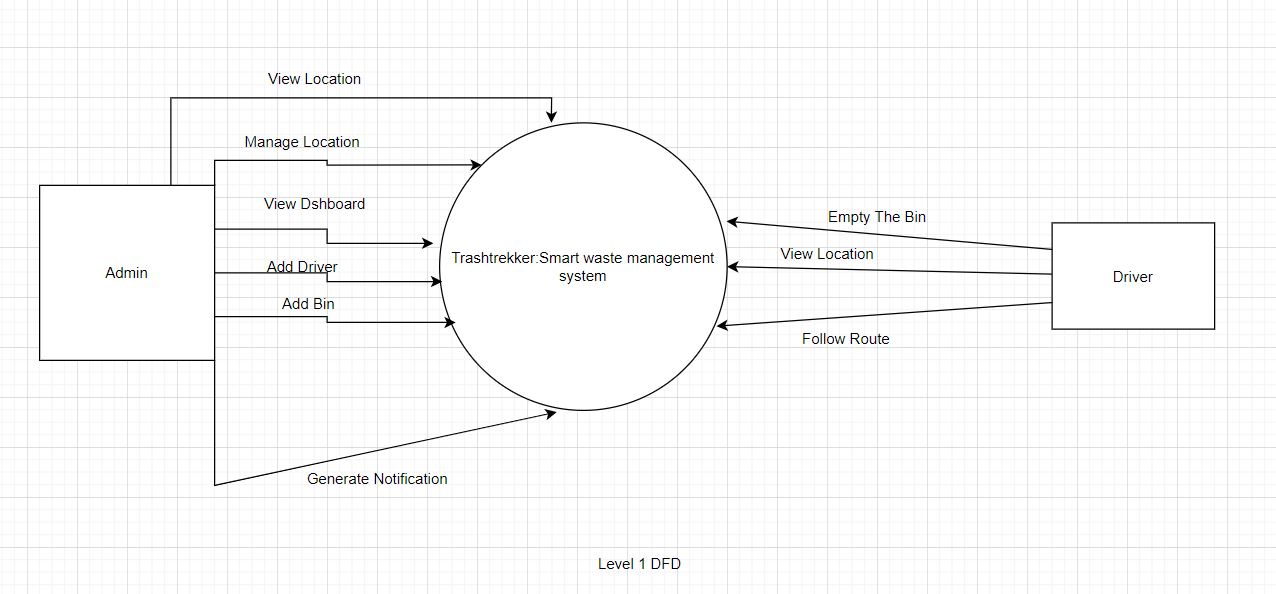 View Location
Manage Location
View Dshboard
Empty The Bin
View Location
Trashtrekker:Smart waste management
system
Admin
Add Driver
Driver
Add Bin
Follow Route
Generate Notification
Level 1 DFD